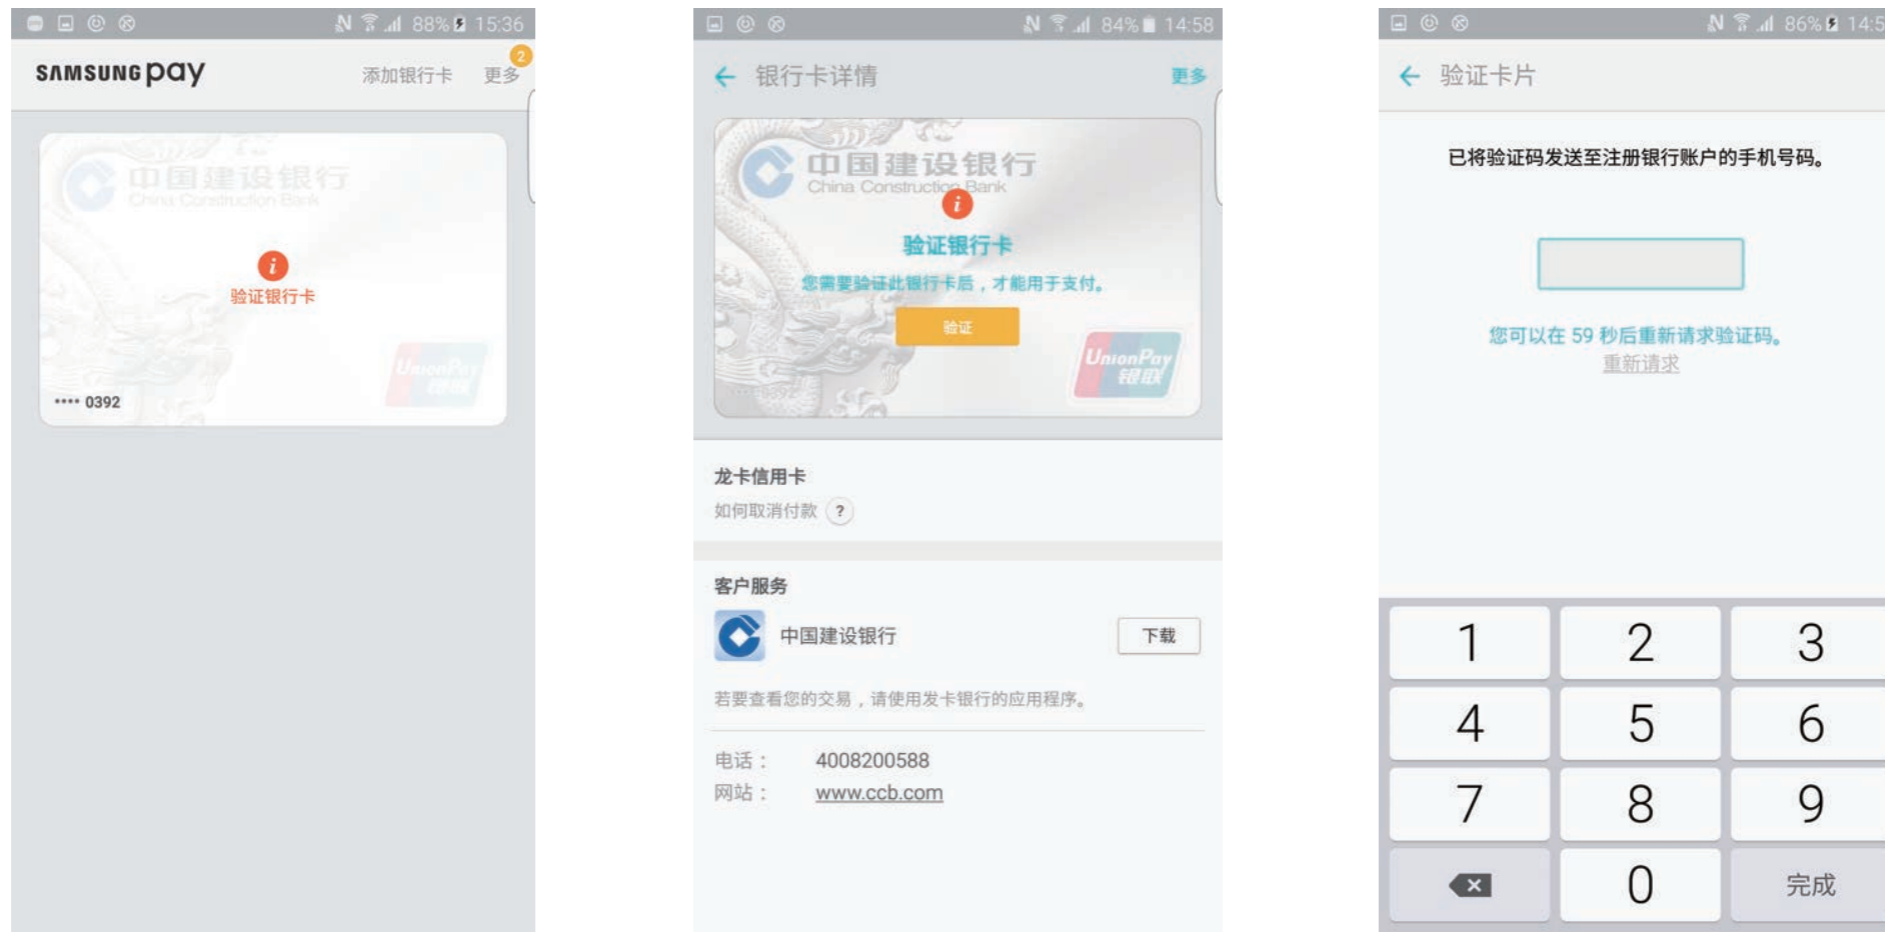 88% 15:36
SAMSUNG pay
添加银行卡
更多
2
中国建设银行
China Construction Bank
i
验证银行卡
UnionPay
银联
•••• 0392
84% 14:58
银行卡详情
更多
中国建设银行
China Construction Bank
i
验证银行卡
您需要验证此银行卡后，才能用于支付。
验证
UnionPay
银联
•••• 0392
龙卡信用卡
如何取消付款 ?
客户服务
中国建设银行
下载
若要查看您的交易，请使用发卡银行的应用程序。
电话： 4008200588
网站： www.ccb.com
86% 14:5
验证卡片
已将验证码发送至注册银行账户的手机号码。
您可以在 59 秒后重新请求验证码。
重新请求
1 2 3
4 5 6
7 8 9
0 完成